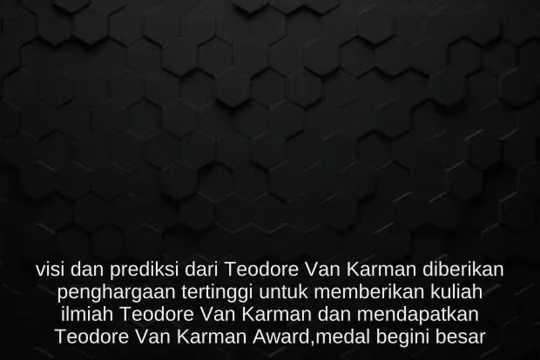 visi dan prediksi dari Teodore Van Karman diberikan
penghargaan tertinggi untuk memberikan kuliah
ilmiah Teodore Van Karman dan mendapatkan
Teodore Van Karman Award,medal begini besar